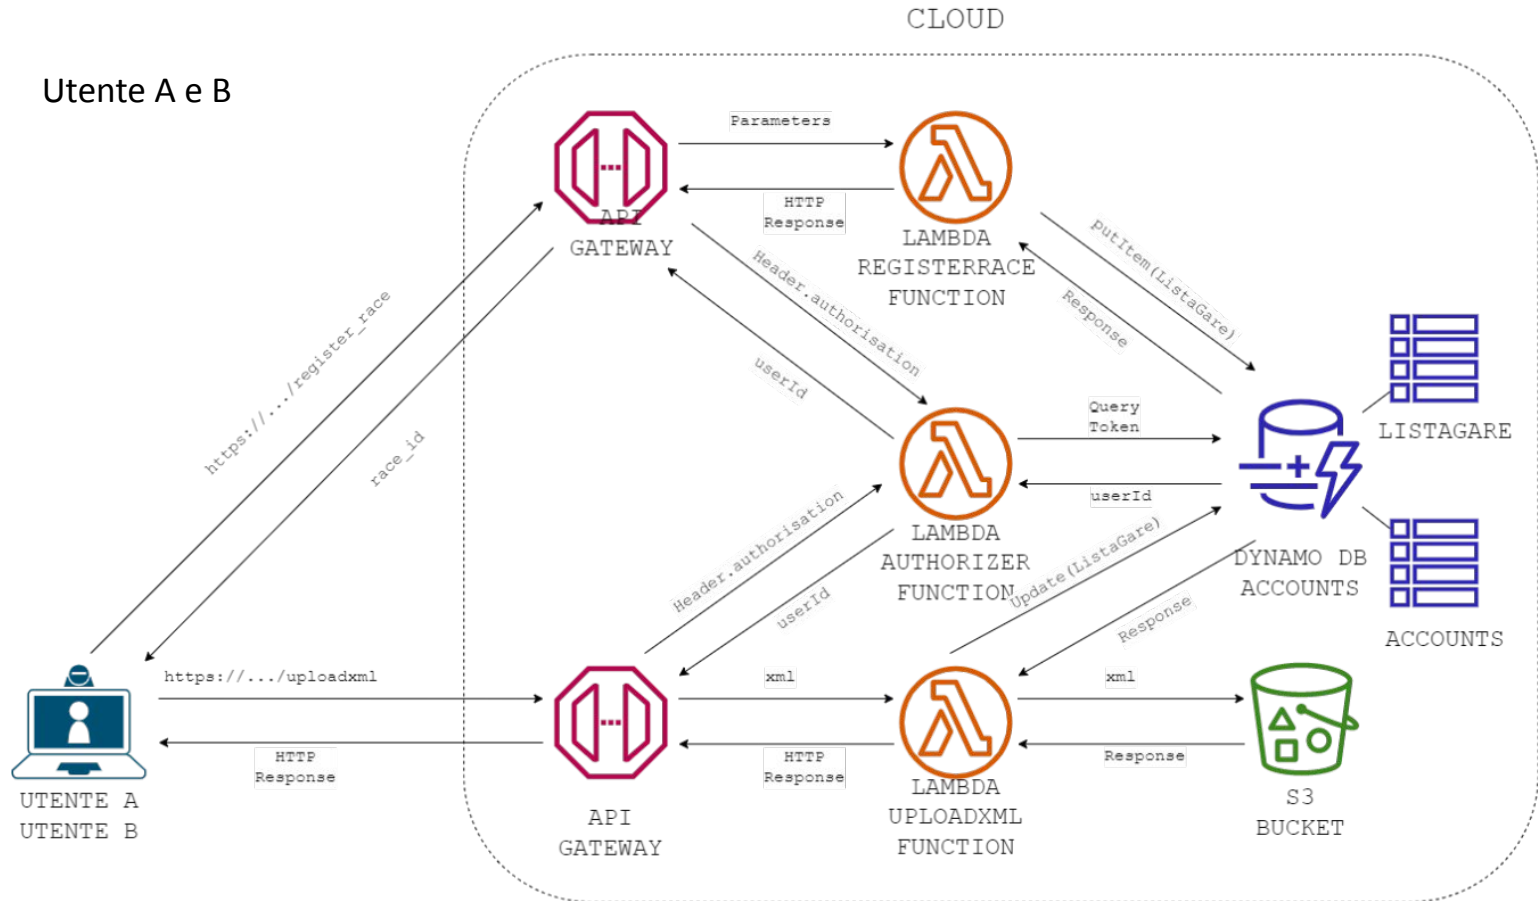 CLOUD
Utente A e B
Parameters
HTTP
Response
API
GATEWAY
LAMBDA
REGISTERRACE
FUNCTION
putItem(ListaGare)
Response
Header.authorisation
userId
https://.../register_race
race_id
Query
Token
userId
LISTAGARE
LAMBDA
AUTHORIZER
FUNCTION
Header.authorisation
userId
Update(ListaGare)
Response
DYNAMO DB
ACCOUNTS
ACCOUNTS
https://.../uploadxml
HTTP
Response
xml
HTTP
Response
xml
Response
UTENTE A
UTENTE B
API
GATEWAY
LAMBDA
UPLOADXML
FUNCTION
S3
BUCKET